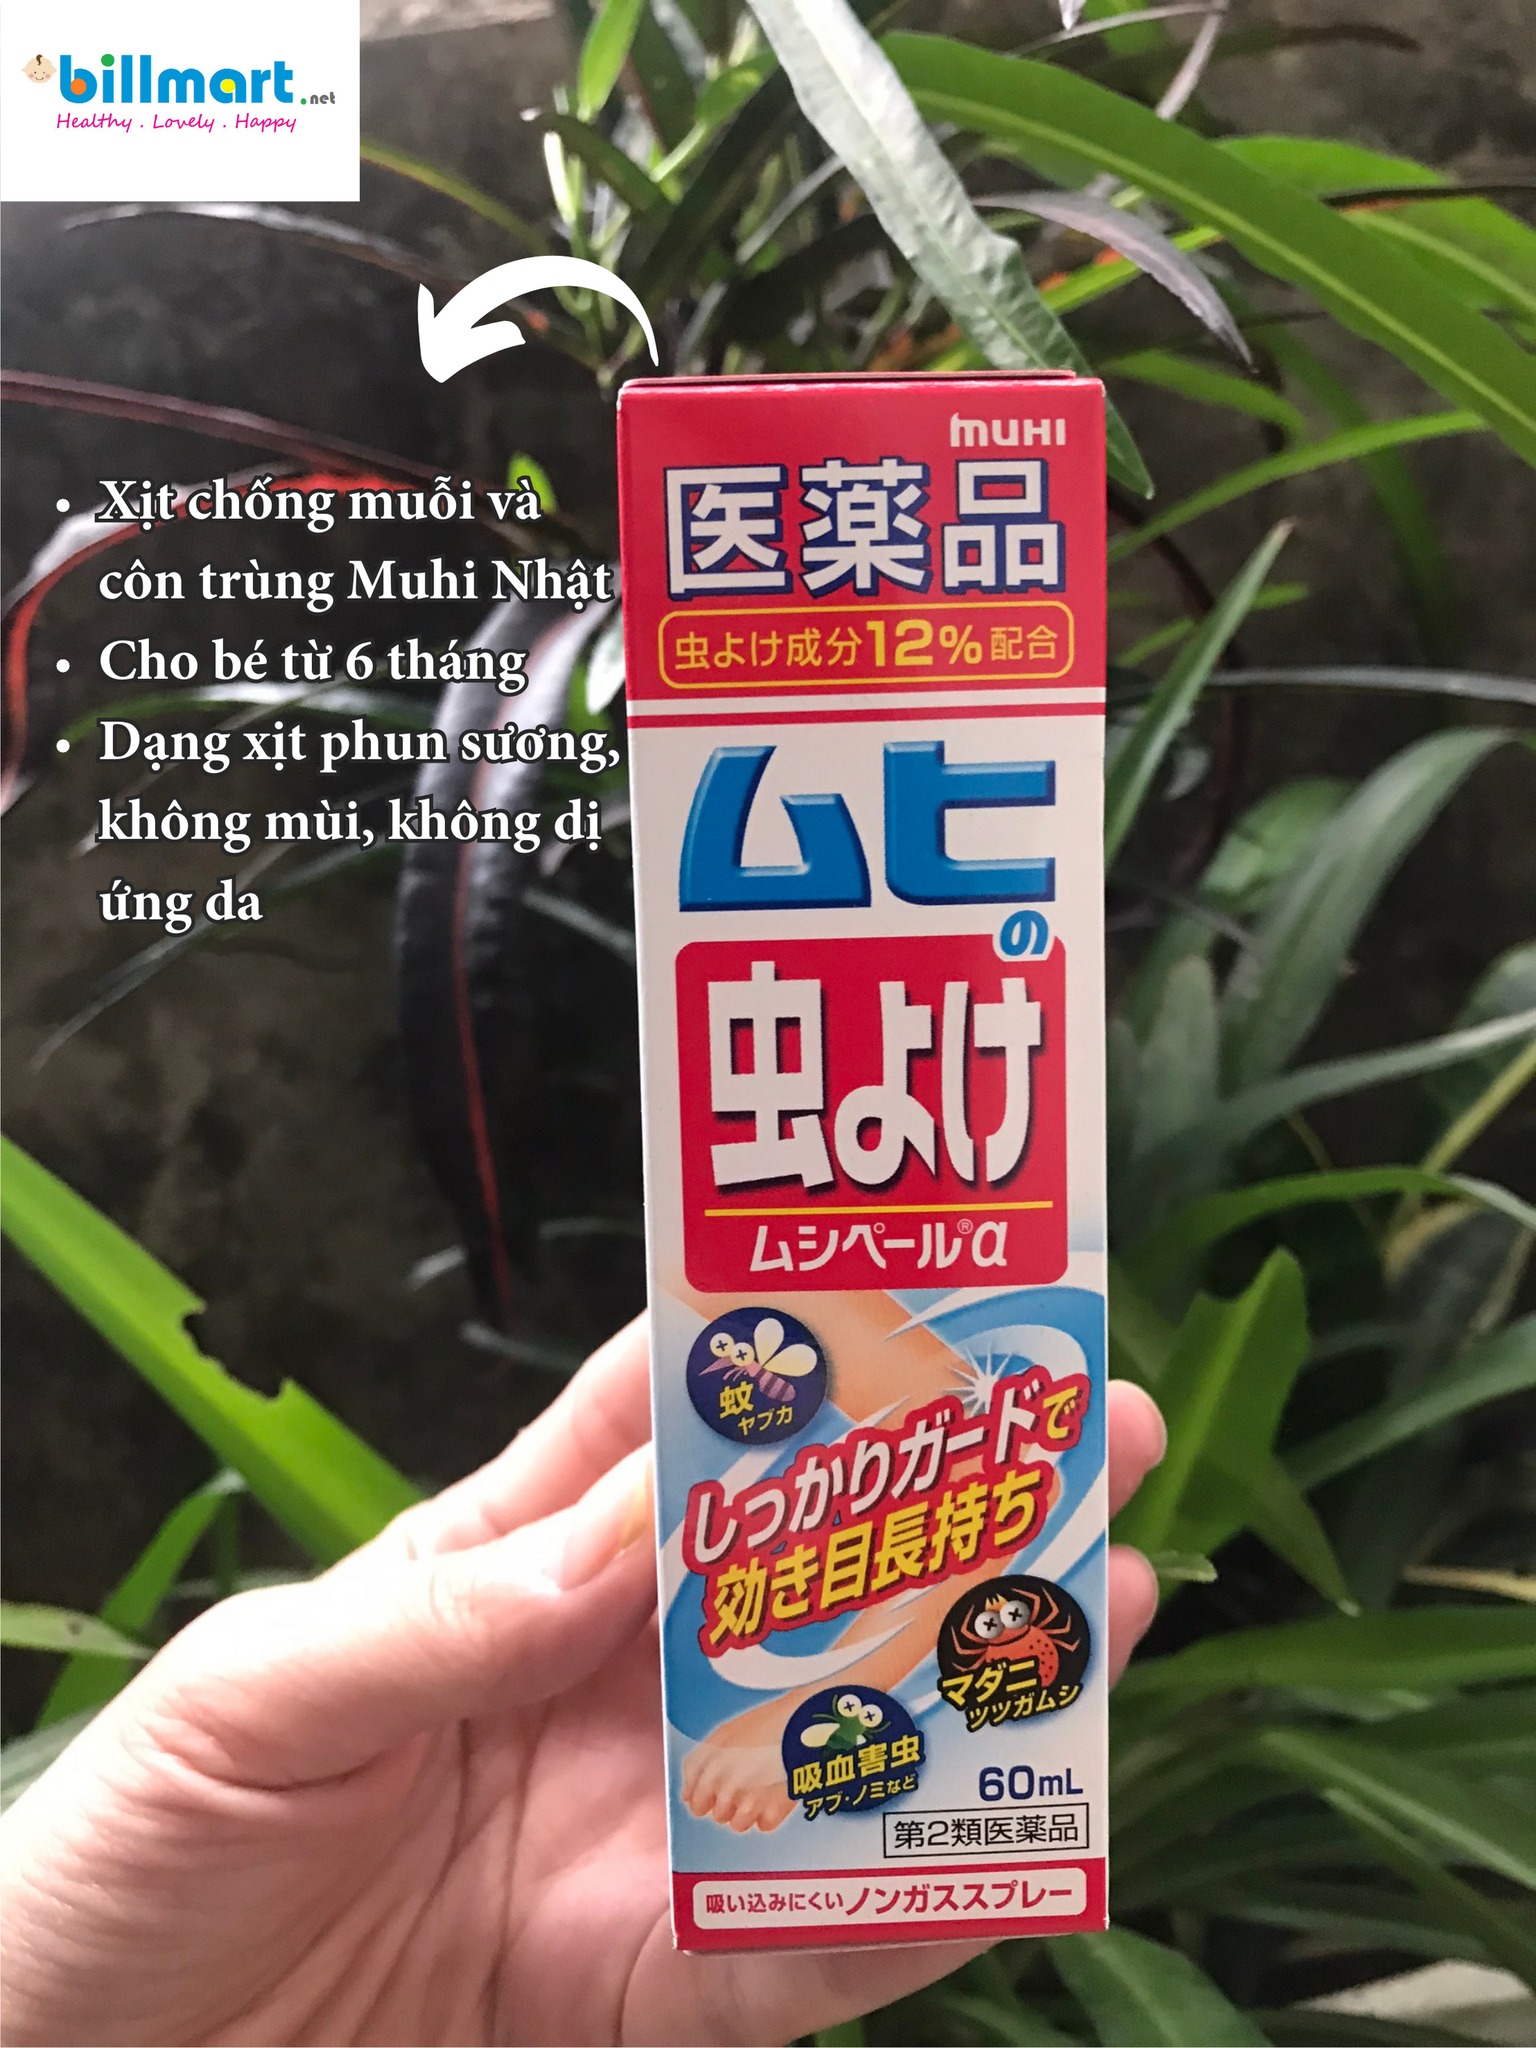 billmart.net
Healthy . Lovely . Happy
• Xịt chống muỗi và
côn trùng Muhi Nhật
• Cho bé từ 6 tháng
• Dạng xịt phun sương,
không mùi, không dị
ứng da
MUHI
医薬品
虫よけ成分12%配合
ムヒの
虫よけ
ムシペール®α
蚊
ヤブカ
しっかりガードで
効き目長持ち
マダニ
ツツガムシ
吸血害虫
アブ・ノミなど
60mL
第2類医薬品
吸い込みにくいノンガススプレー